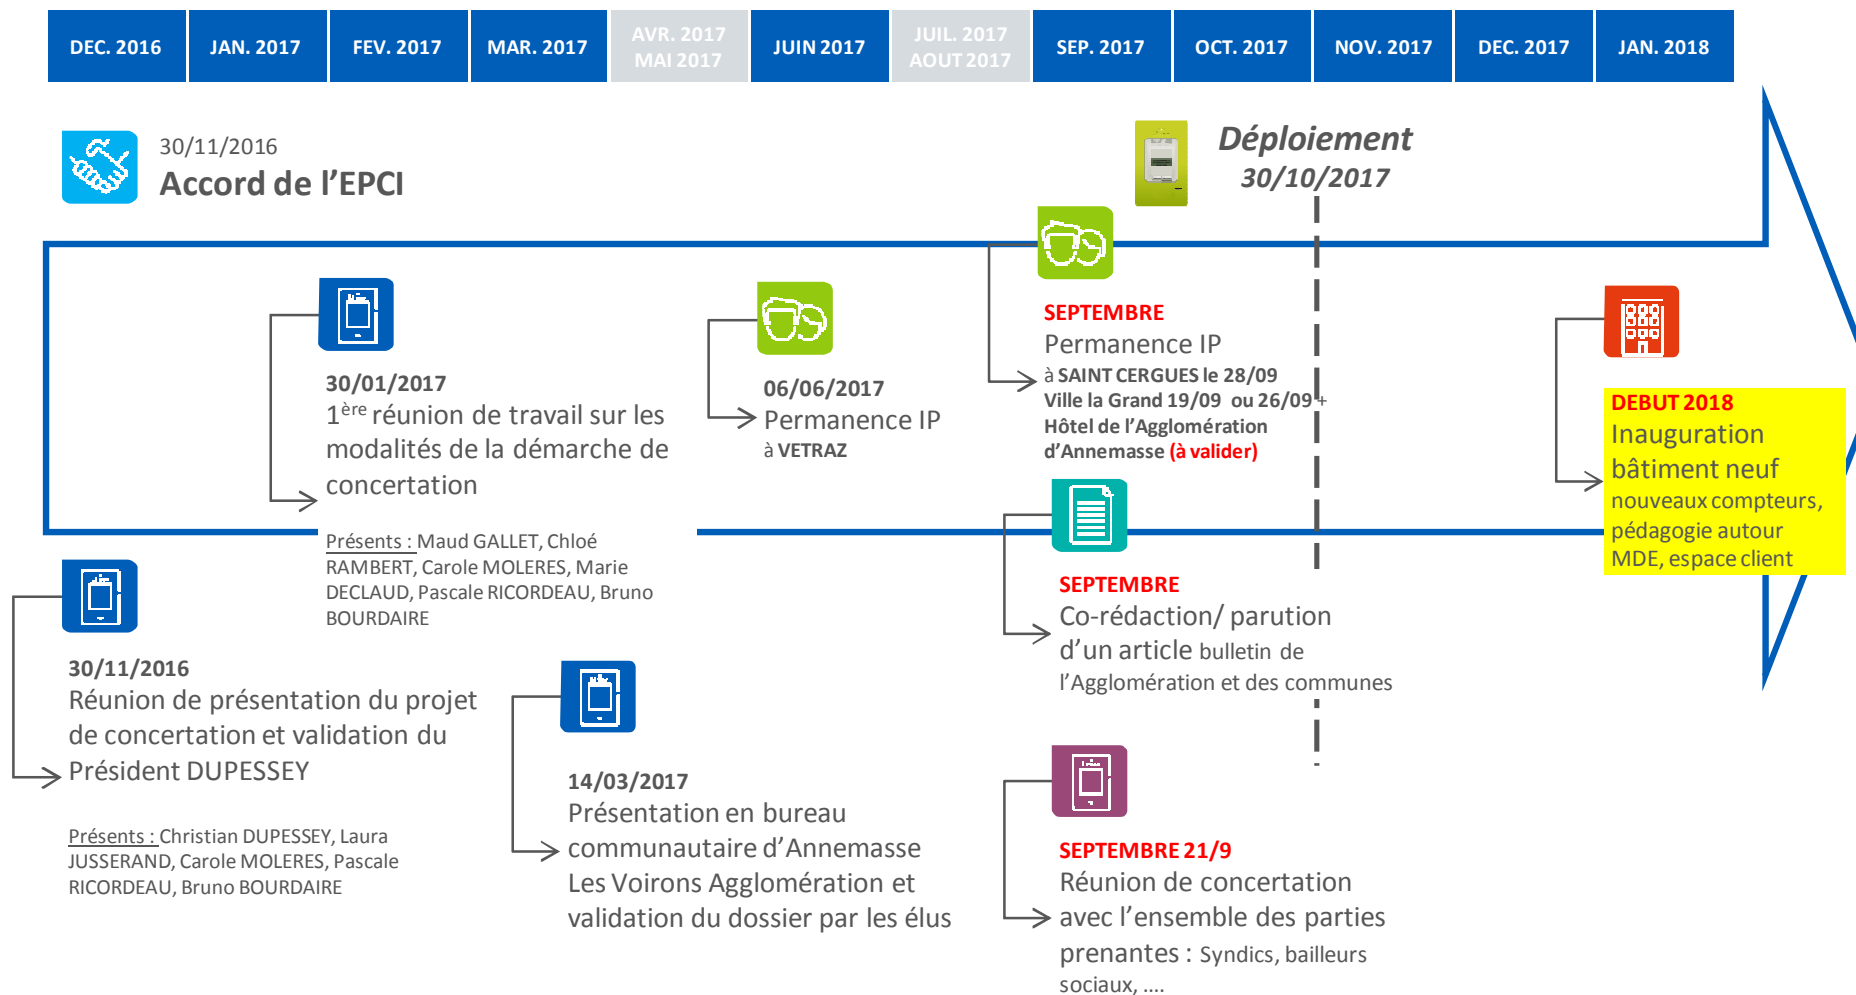 DEC. 2016
JAN. 2017
FEV. 2017
MAR. 2017
AVR. 2017
MAI 2017
JUIN 2017
JUIL. 2017
AOUT 2017
SEP. 2017
OCT. 2017
NOV. 2017
DEC. 2017
JAN. 2018
30/11/2016
Accord de l’EPCI
Déploiement
30/10/2017
30/01/2017
1ère réunion de travail sur les
modalités de la démarche de
concertation
Présents : Maud GALLET, Chloé
RAMBERT, Carole MOLERES, Marie
DECLAUD, Pascale RICORDEAU, Bruno
BOURDAIRE
06/06/2017
Permanence IP
à VETRAZ
SEPTEMBRE
Permanence IP
à SAINT CERGUES le 28/09
Ville la Grand 19/09 ou 26/09 +
Hôtel de l’Agglomération
d’Annemasse (à valider)
DEBUT 2018
Inauguration
bâtiment neuf
nouveaux compteurs,
pédagogie autour
MDE, espace client
30/11/2016
Réunion de présentation du projet
de concertation et validation du
Président DUPESSEY
Présents : Christian DUPESSEY, Laura
JUSSERAND, Carole MOLERES, Pascale
RICORDEAU, Bruno BOURDAIRE
14/03/2017
Présentation en bureau
communautaire d’Annemasse
Les Voirons Agglomération et
validation du dossier par les élus
SEPTEMBRE
Co-rédaction/ parution
d’un article bulletin de
l’Agglomération et des communes
SEPTEMBRE 21/9
Réunion de concertation
avec l’ensemble des parties
prenantes : Syndics, bailleurs
sociaux, ....